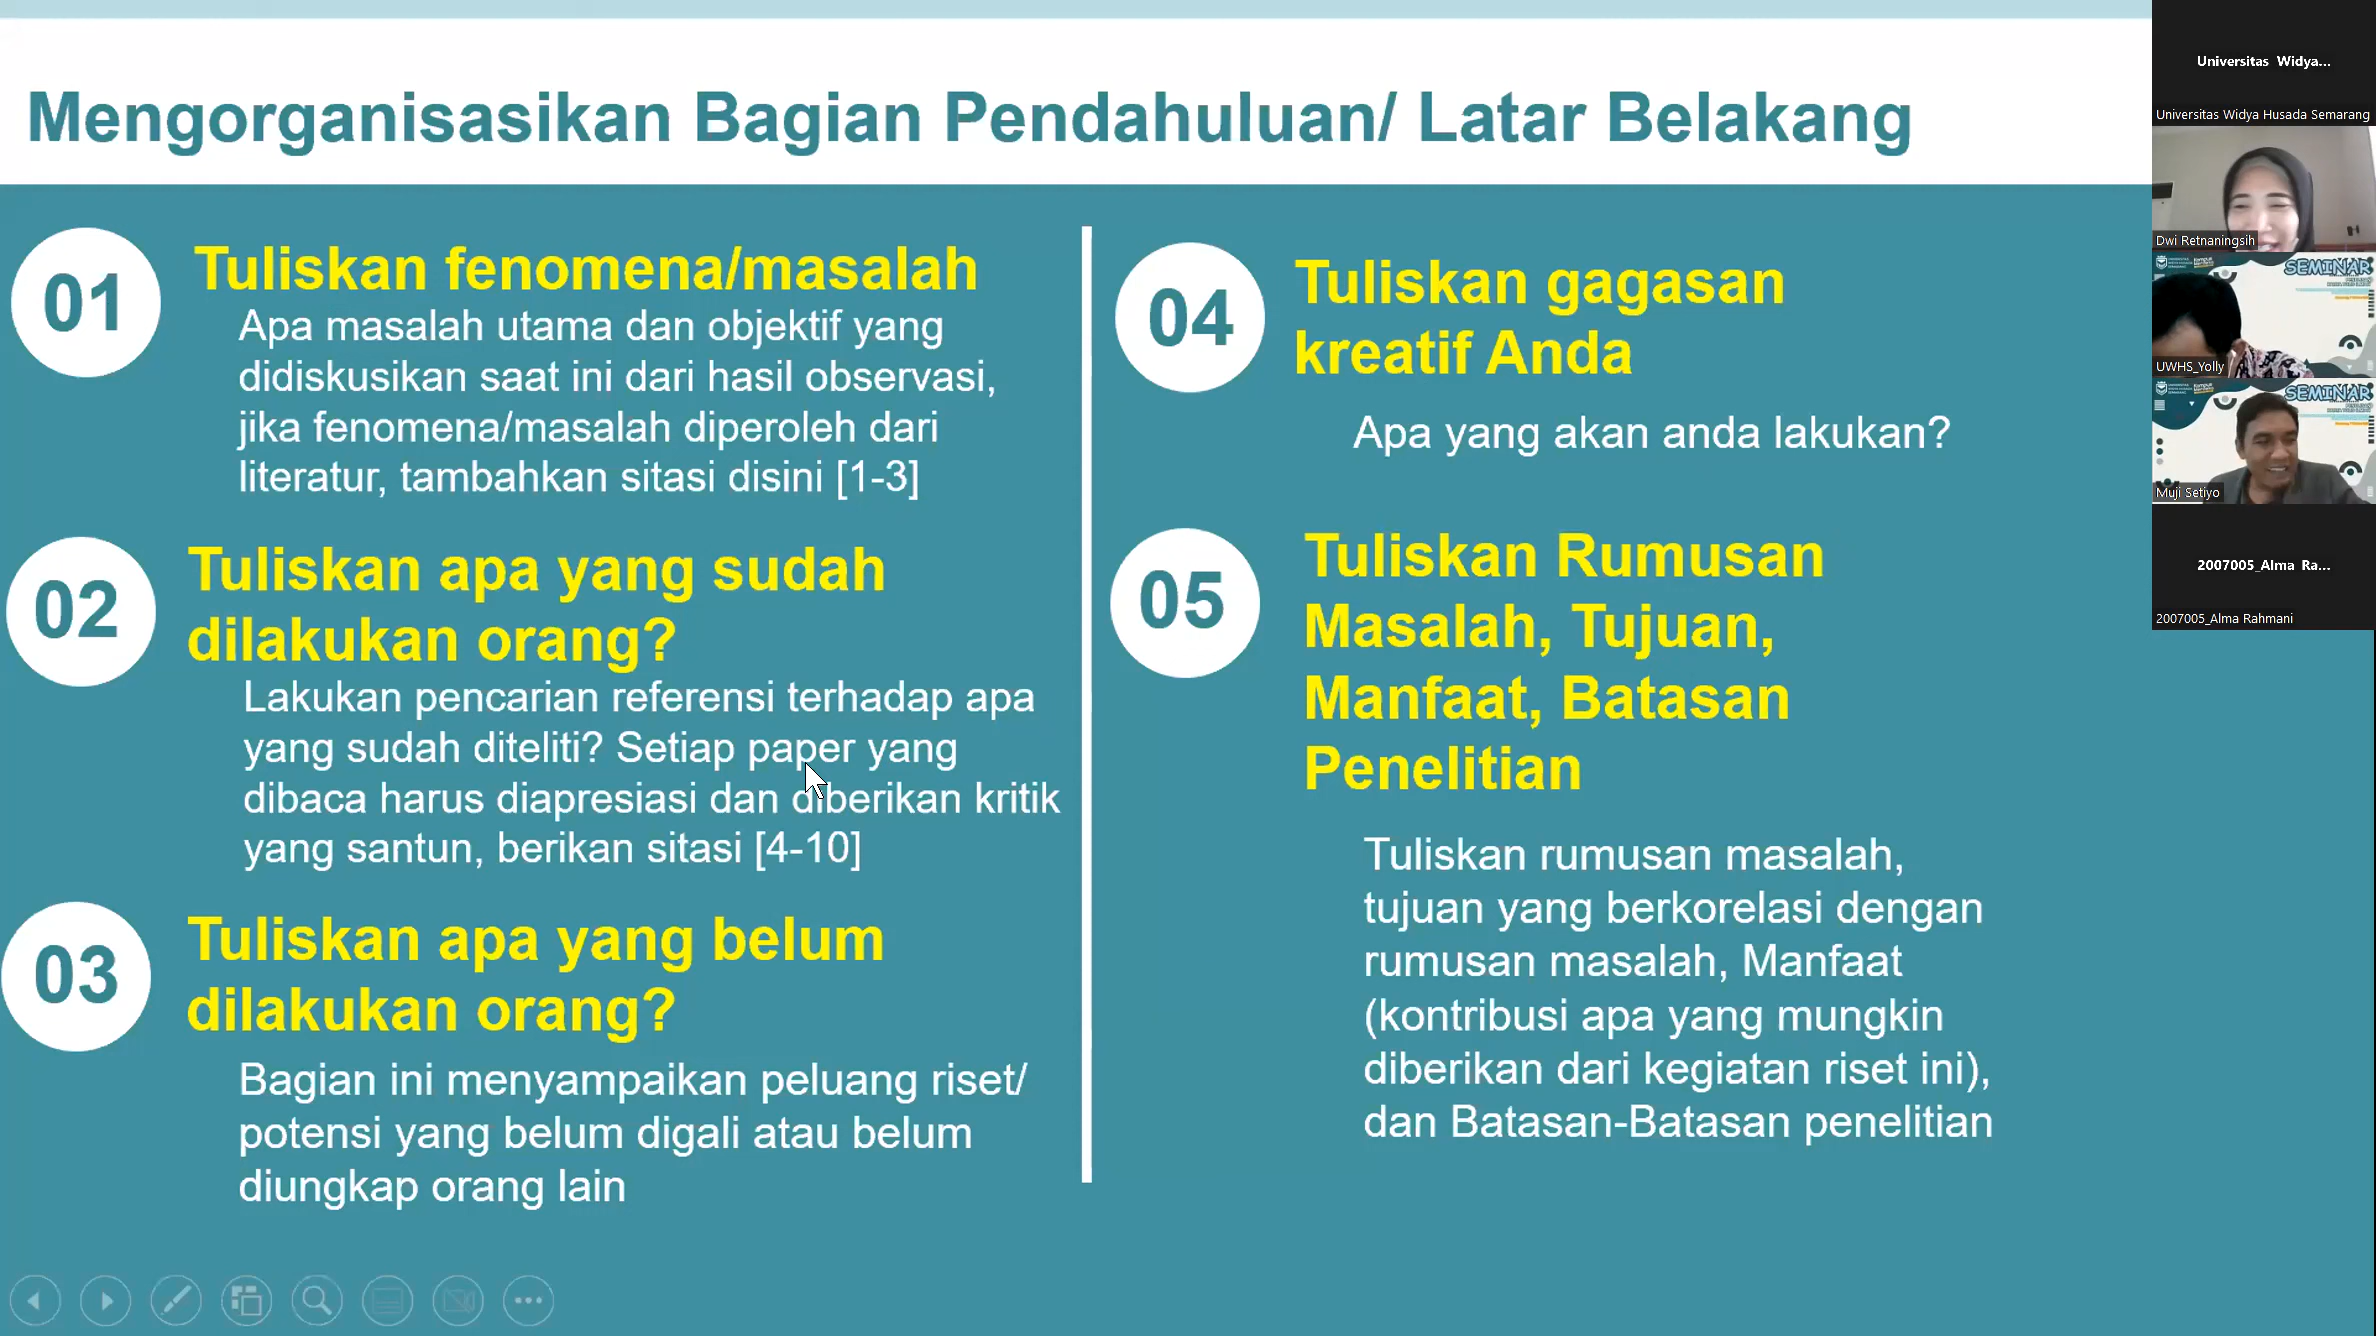 Mengorganisasikan Bagian Pendahuluan/ Latar Belakang
01
Tuliskan fenomena/masalah
Apa masalah utama dan objektif yang
didiskusikan saat ini dari hasil observasi,
jika fenomena/masalah diperoleh dari
literatur, tambahkan sitasi disini [1-3]
02
Tuliskan apa yang sudah
dilakukan orang?
Lakukan pencarian referensi terhadap apa
yang sudah diteliti? Setiap paper yang
dibaca harus diapresiasi dan diberikan kritik
yang santun, berikan sitasi [4-10]
03
Tuliskan apa yang belum
dilakukan orang?
Bagian ini menyampaikan peluang riset/
potensi yang belum digali atau belum
diungkap orang lain
04
Tuliskan gagasan
kreatif Anda
Apa yang akan anda lakukan?
05
Tuliskan Rumusan
Masalah, Tujuan,
Manfaat, Batasan
Penelitian
Tuliskan rumusan masalah,
tujuan yang berkorelasi dengan
rumusan masalah, Manfaat
(kontribusi apa yang mungkin
diberikan dari kegiatan riset ini),
dan Batasan-Batasan penelitian
Universitas Widya...
Universitas Widya Husada Semarang
Dwi Retnaningsih
SEMINAR
UWHS_Yolly
SEMINAR
Muji Setiyo
2007005_Alma Ra...
2007005_Alma Rahmani